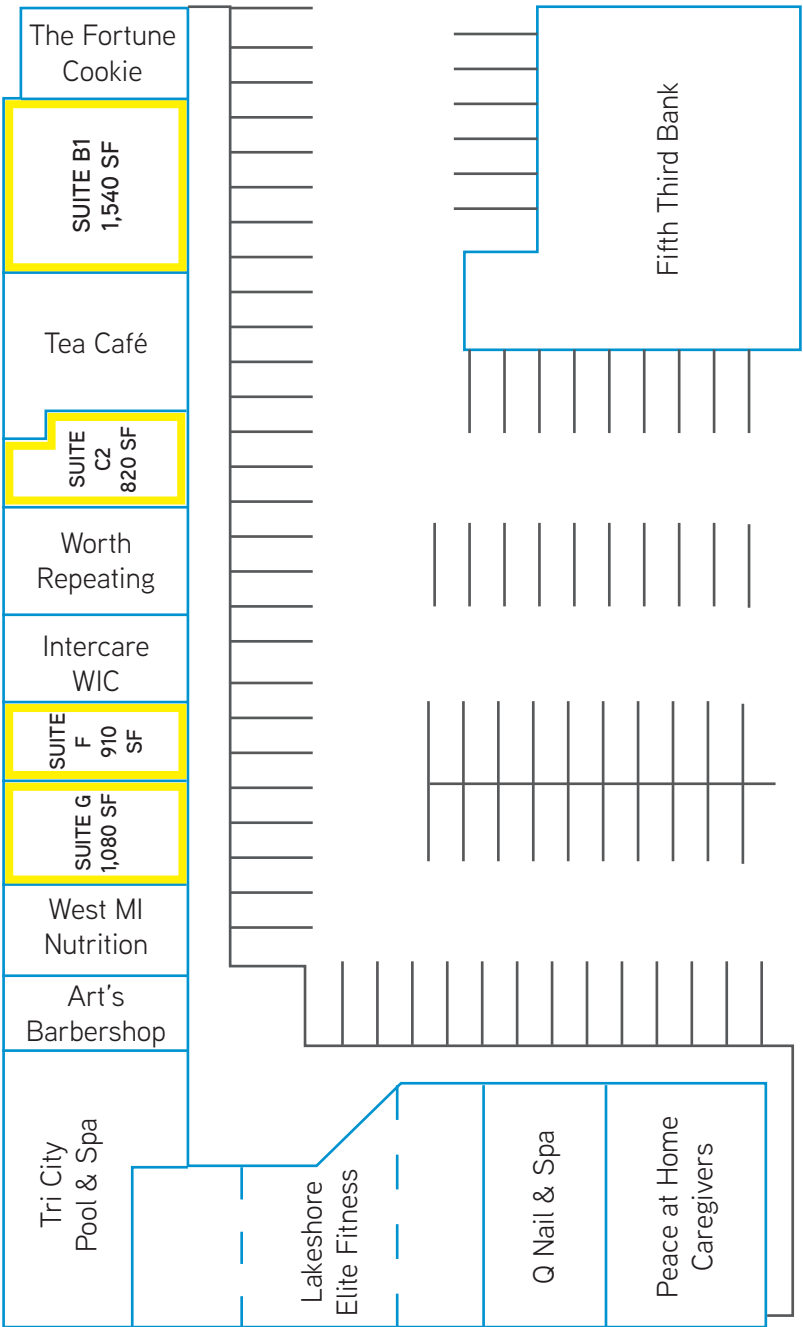 The Fortune
Cookie
SUITE B1
1,540 SF
Fifth Third Bank
Tea Café
SUITE
C2
820 SF
Worth
Repeating
Intercare
WIC
SUITE
F
910
SF
SUITE G
1,080 SF
West MI
Nutrition
Art's
Barbershop
Tri City
Pool & Spa
Lakeshore
Elite Fitness
Q Nail & Spa
Peace at Home
Caregivers